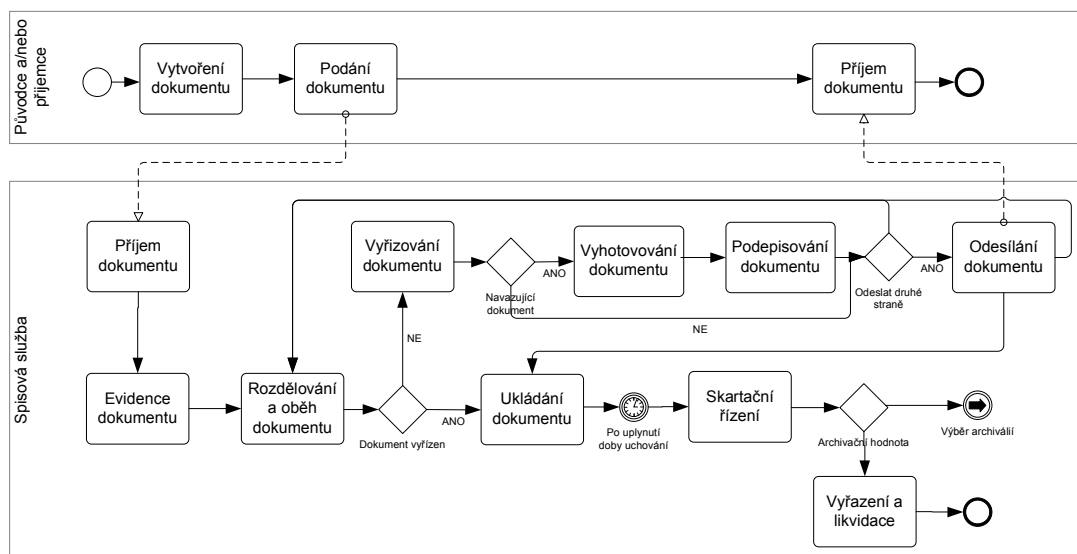 Původce a/nebo
příjemce
Vytvoření
dokumentu
Podání
dokumentu
Příjem
dokumentu
Spisová služba
Příjem
dokumentu
Vyřizování
dokumentu
Navazující
dokument
ANO
Vyhotovování
dokumentu
Podepisování
dokumentu
Odeslat druhé
straně
ANO
Odesílání
dokumentu
NE
NE
Evidence
dokumentu
Rozdělování
a oběh
dokumentu
Dokument vyřízen
ANO
Ukládání
dokumentu
Po uplynutí
doby uchování
Skartační
řízení
Archivační hodnota
Výběr archiválií
Vyřazení a
likvidace